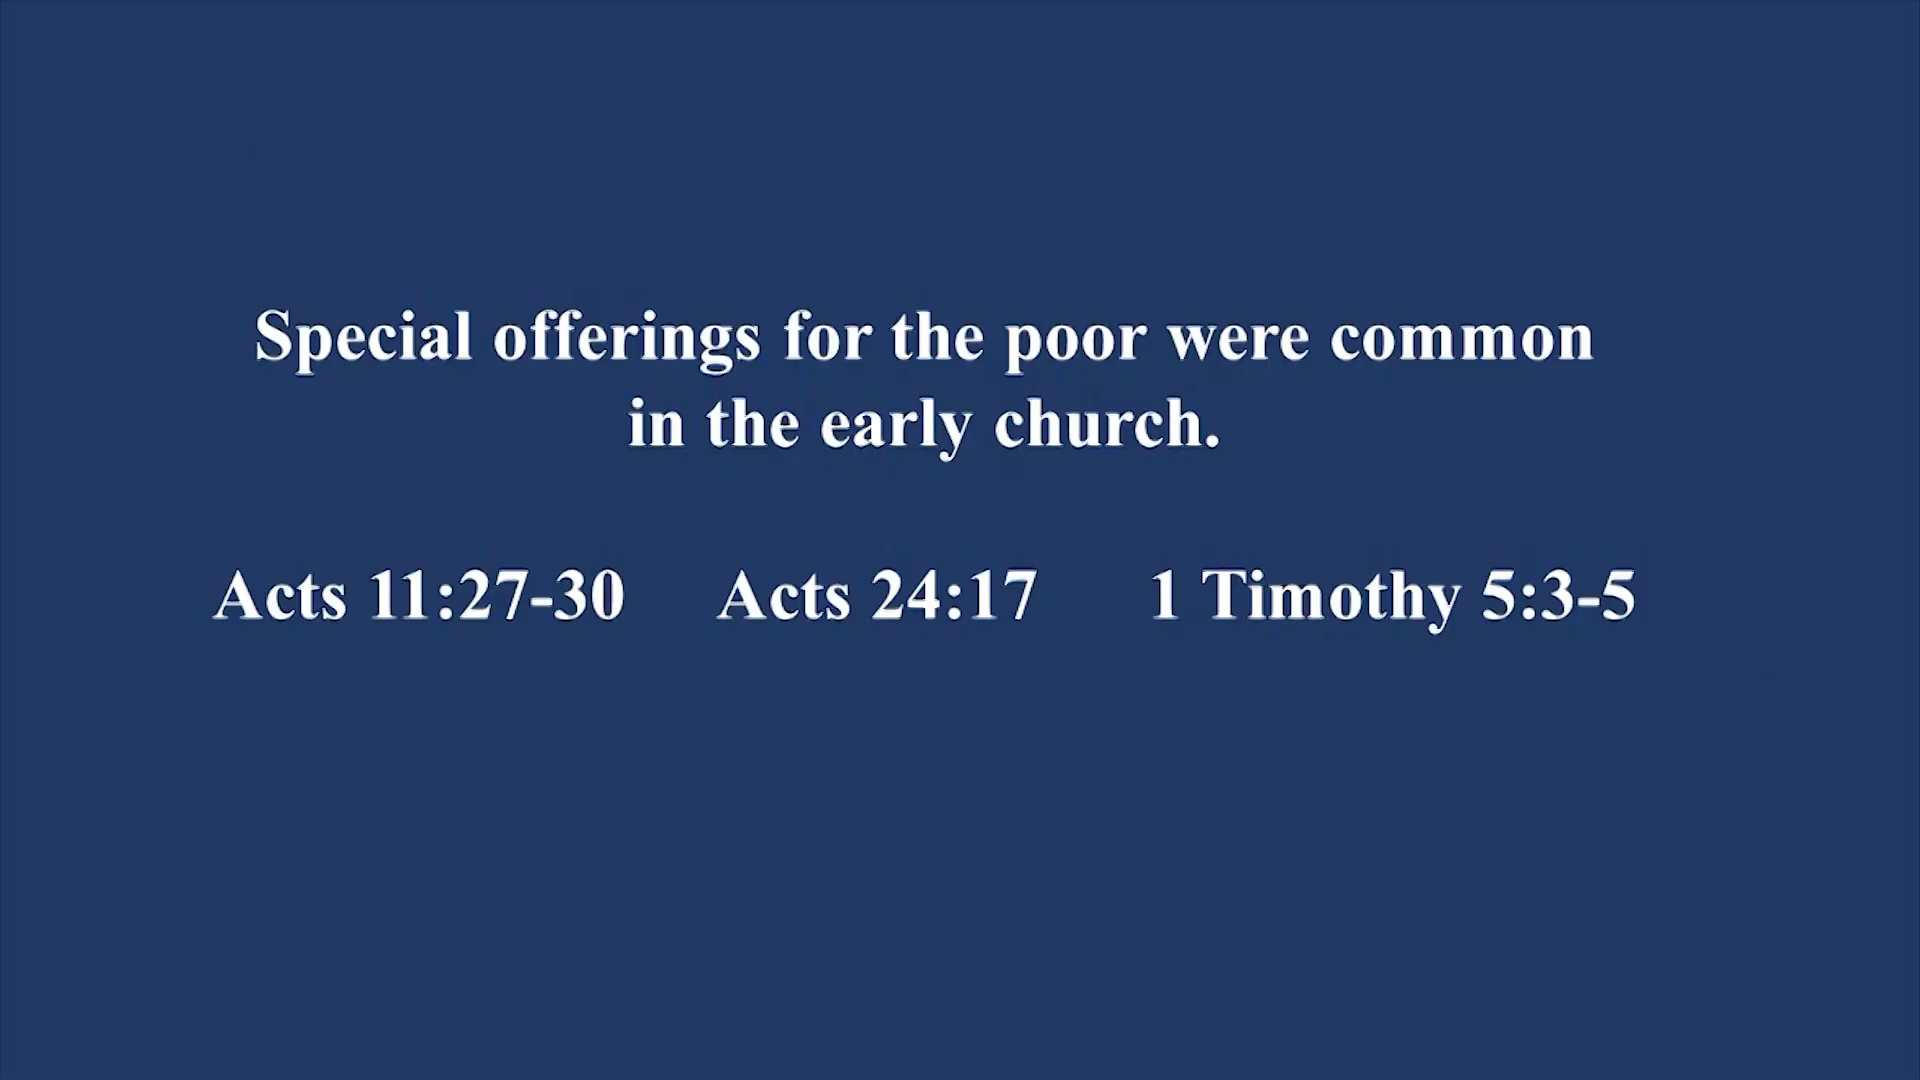 Special offerings for the poor were common
in the early church.
Acts 11:27-30 Acts 24:17 1 Timothy 5:3-5